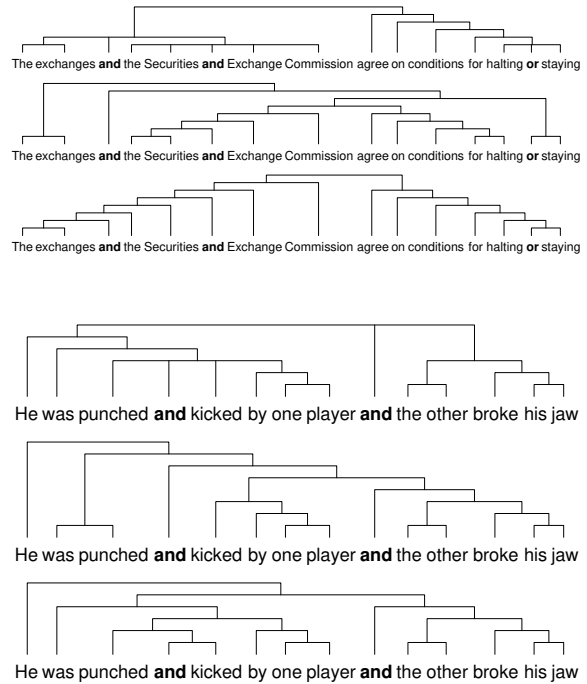 The exchanges and the Securities and Exchange Commission agree on conditions for halting or staying
The exchanges and the Securities and Exchange Commission agree on conditions for halting or staying
The exchanges and the Securities and Exchange Commission agree on conditions for halting or staying
He was punched and kicked by one player and the other broke his jaw
He was punched and kicked by one player and the other broke his jaw
He was punched and kicked by one player and the other broke his jaw